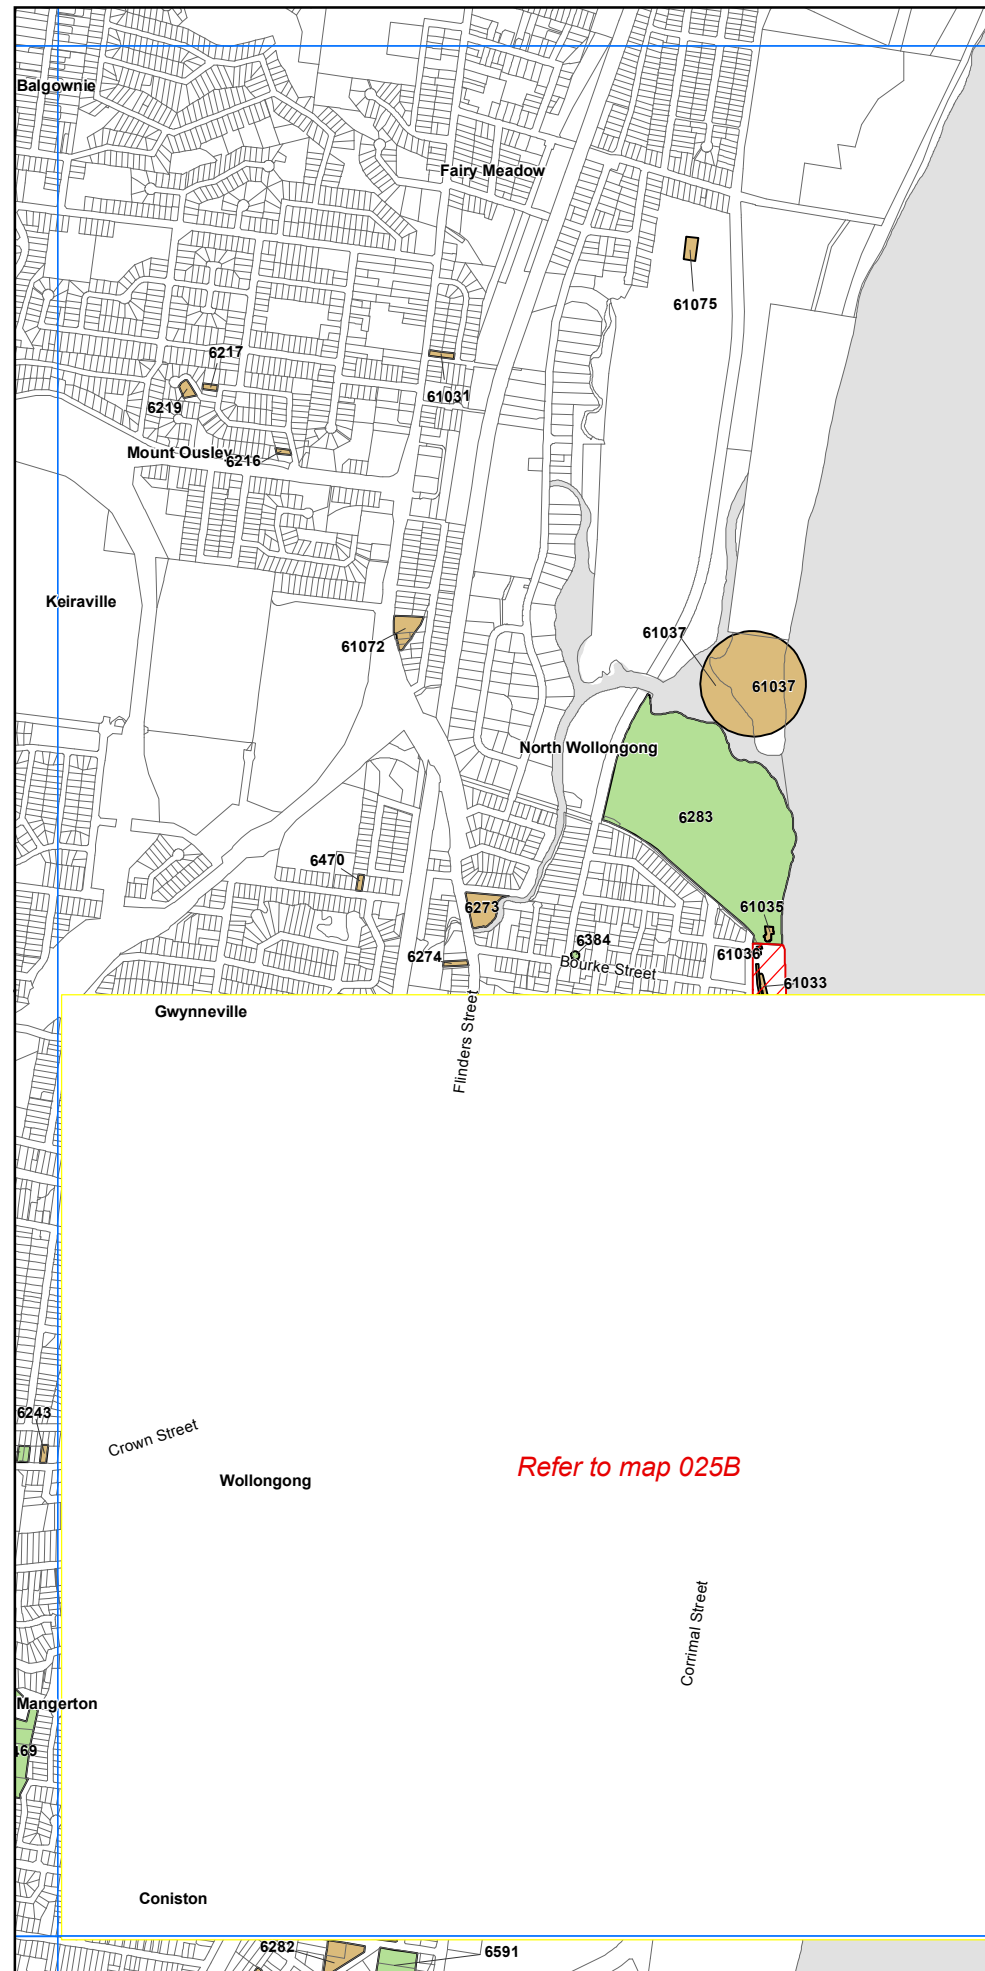 Balgownie
Fairy Meadow
61075
6217
61031
6219
Mount Ousley
6216
Keiraville
61037
61072
61037
North Wollongong
6283
6470
61035
6273
6384
61036
6274
Bourke Street
61033
Gwynneville
Flinders Street
6243
Crown Street
Refer to map 025B
Wollongong
Corrimal Street
Mangerton
469
Coniston
6282
6591